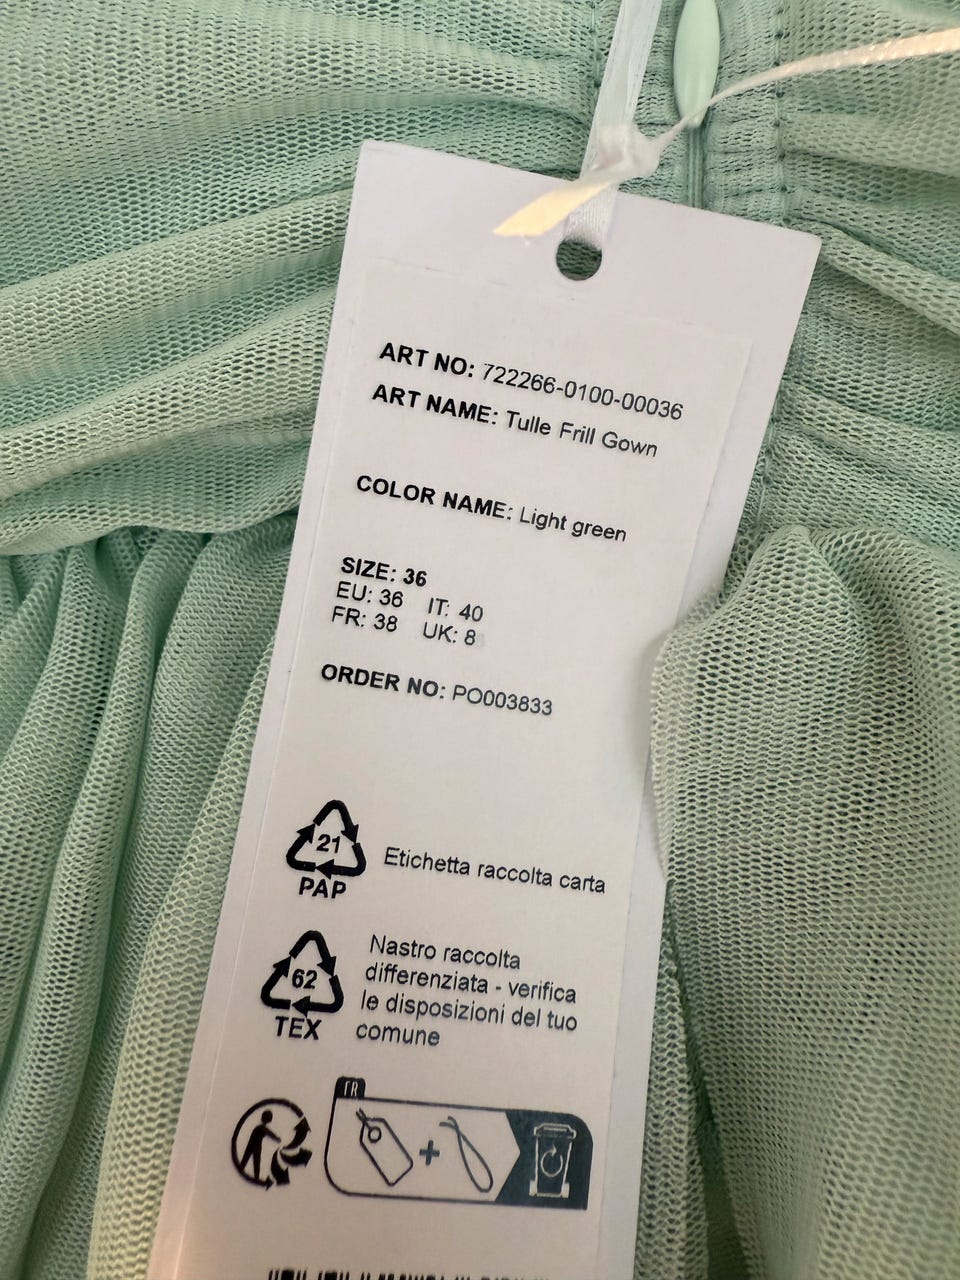 ART NO: 722266-0100-00036
ART NAME: Tulle Frill Gown
COLOR NAME: Light green
SIZE: 36
EU: 36 IT: 40
FR: 38 UK: 8
ORDER NO: PO003833
21
PAP
Etichetta raccolta carta
62
TEX
Nastro raccolta
differenziata - verifica
le disposizioni del tuo
comune
FR
+